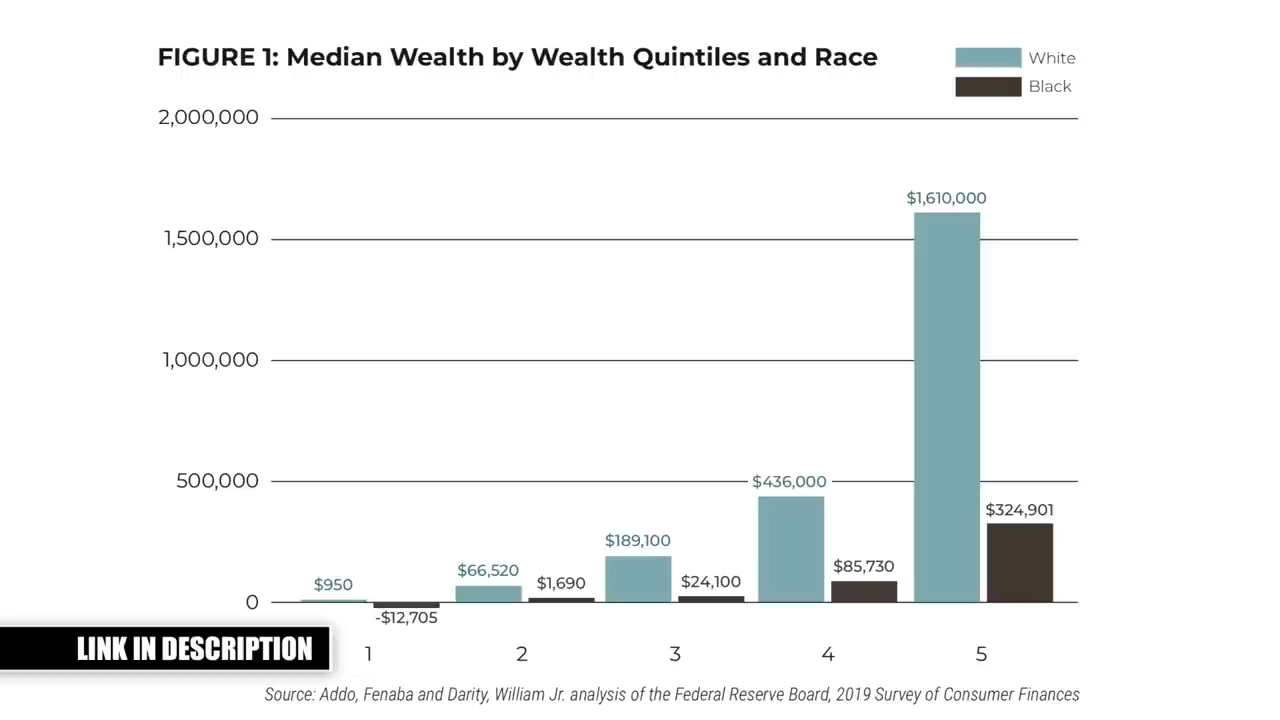 FIGURE 1: Median Wealth by Wealth Quintiles and Race
White
Black
2,000,000
1,500,000
1,000,000
500,000
0
$950
-$12,705
$66,520
$1,690
$189,100
$24,100
$436,000
$85,730
$1,610,000
$324,901
1 2 3 4 5
LINK IN DESCRIPTION
Source: Addo, Fenaba and Darity, William Jr. analysis of the Federal Reserve Board, 2019 Survey of Consumer Finances